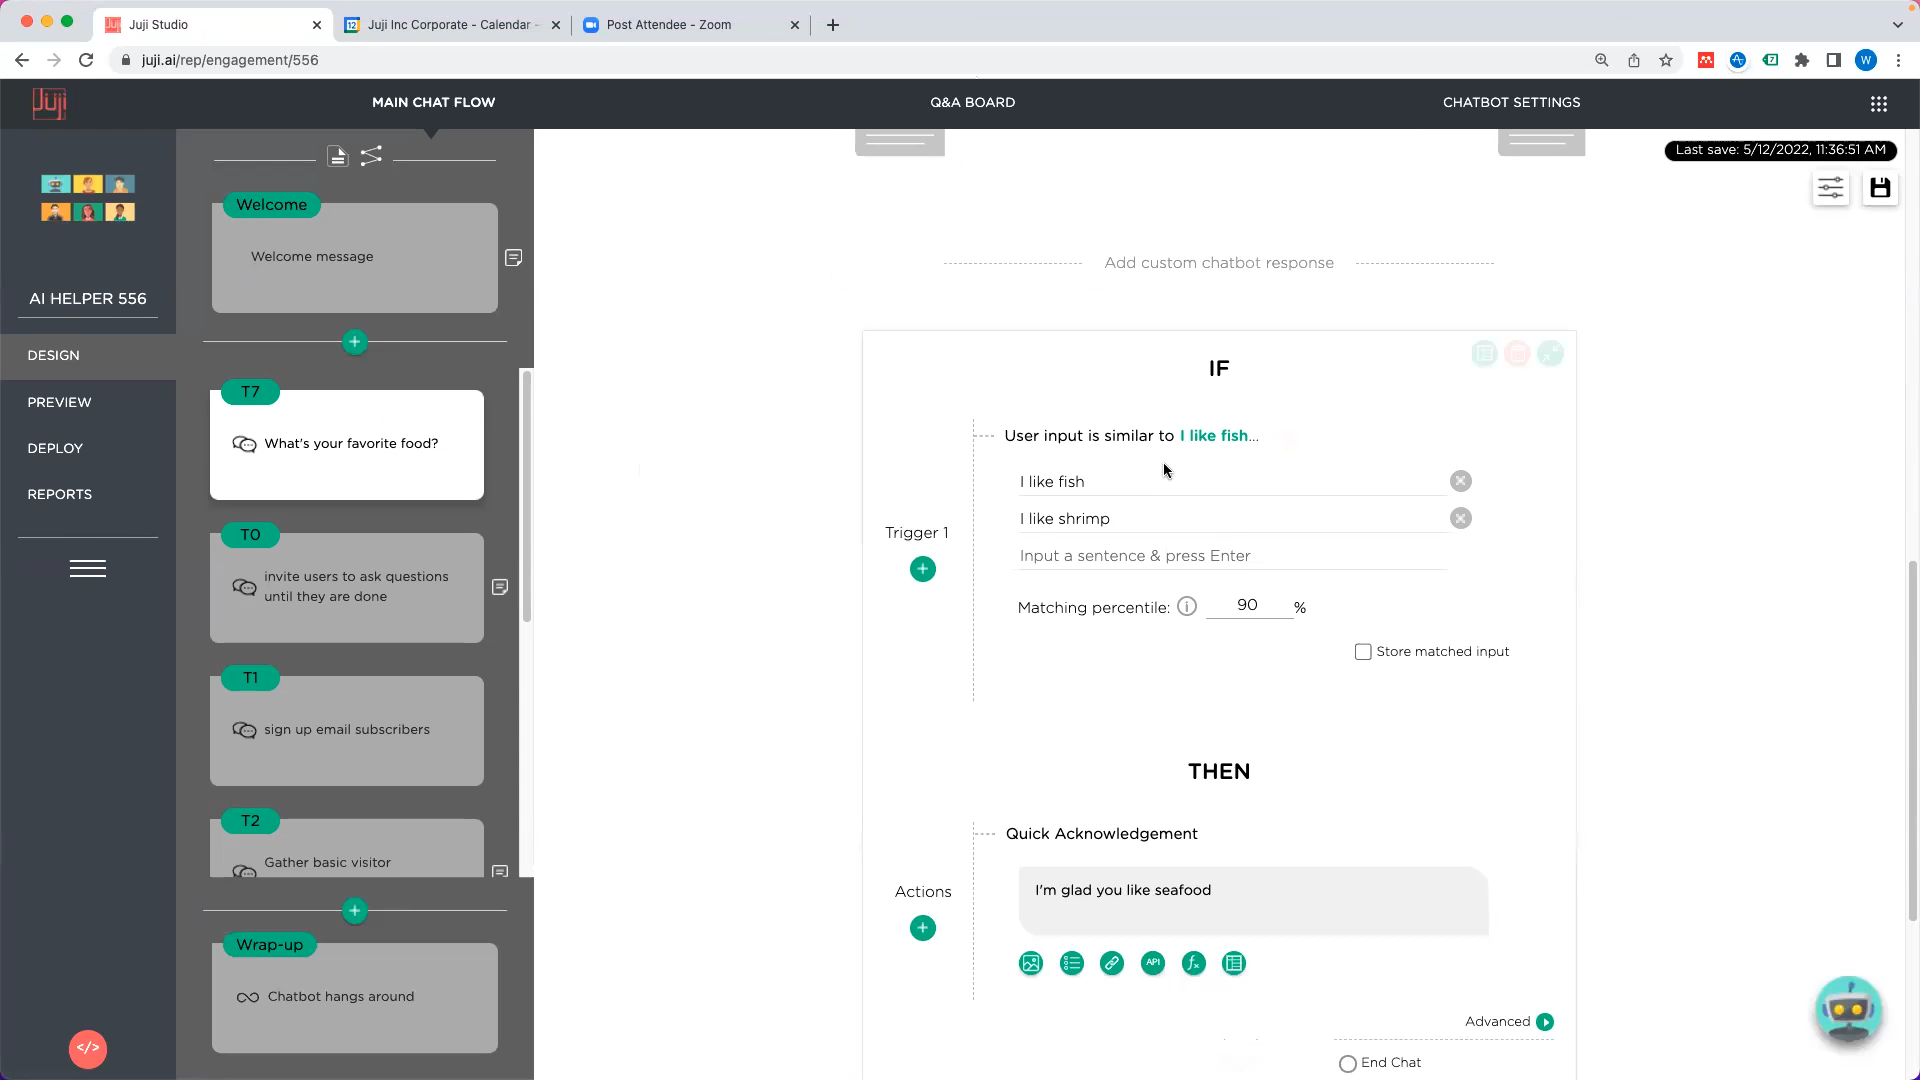 Juji Studio
12
Juji Inc Corporate - Calendar -
Post Attendee - Zoom
juji.ai/rep/engagement/556
W
Juji
MAIN CHAT FLOW
Q&A BOARD
CHATBOT SETTINGS
Last save: 5/12/2022, 11:36:51 AM
AI HELPER 556
DESIGN
PREVIEW
DEPLOY
REPORTS
</>
Welcome
Welcome message
T7
What's your favorite food?
T0
invite users to ask questions
until they are done
T1
sign up email subscribers
T2
Gather basic visitor
Wrap-up
Chatbot hangs around
Add custom chatbot response
IF
User input is similar to I like fish...
I like fish
I like shrimp
Input a sentence & press Enter
Trigger 1
Matching percentile: i 90 %
Store matched input
THEN
Quick Acknowledgement
I'm glad you like seafood
Actions
API
fx
Advanced
End Chat